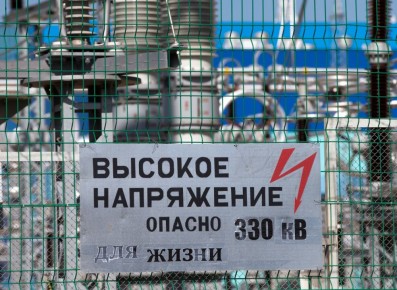 ВЫСОКОЕ
НАПРЯЖЕНИЕ
ОПАСНО 330 кВ
ДЛЯ ЖИЗНИ